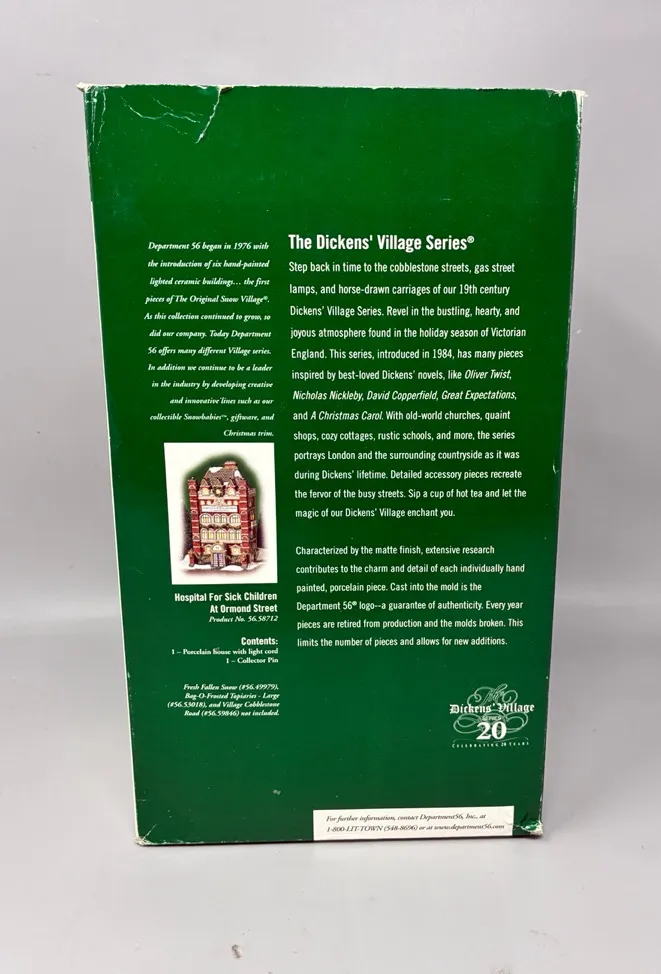 Department 56 began in 1976 with
the introduction of six hand-painted
lighted ceramic buildings... the first
pieces of The Original Snow Village®.
As this collection continued to grow, so
did our company. Today Department
56 offers many different Village series.
In addition we continue to be a leader
in the industry by developing creative
and innovative lines such as our
collectible Snowbabies™, giftware, and
Christmas trim.
Hospital For Sick Children
At Ormond Street
Product No. 56.58712
Contents:
1 – Porcelain house with light cord
1 – Collector Pin
Fresh Fallen Snow (#56.49979),
Bag-O-Frosted Topiaries - Large
(#56.53018), and Village Cobblestone
Road (#56.59846) not included.
The Dickens' Village Series®
Step back in time to the cobblestone streets, gas street
lamps, and horse-drawn carriages of our 19th century
Dickens' Village Series. Revel in the bustling, hearty, and
joyous atmosphere found in the holiday season of Victorian
England. This series, introduced in 1984, has many pieces
inspired by best-loved Dickens' novels, like Oliver Twist,
Nicholas Nickleby, David Copperfield, Great Expectations,
and A Christmas Carol. With old-world churches, quaint
shops, cozy cottages, rustic schools, and more, the series
portrays London and the surrounding countryside as it was
during Dickens' lifetime. Detailed accessory pieces recreate
the fervor of the busy streets. Sip a cup of hot tea and let the
magic of our Dickens' Village enchant you.
Characterized by the matte finish, extensive research
contributes to the charm and detail of each individually hand
painted, porcelain piece. Cast into the mold is the
Department 56® logo--a guarantee of authenticity. Every year
pieces are retired from production and the molds broken. This
limits the number of pieces and allows for new additions.
The
Dickens' Village
SERIES
20
CELEBRATING 20 YEARS
For further information, contact Department56, Inc., at
1-800-LIT-TOWN (548-8696) or at www.department56.com